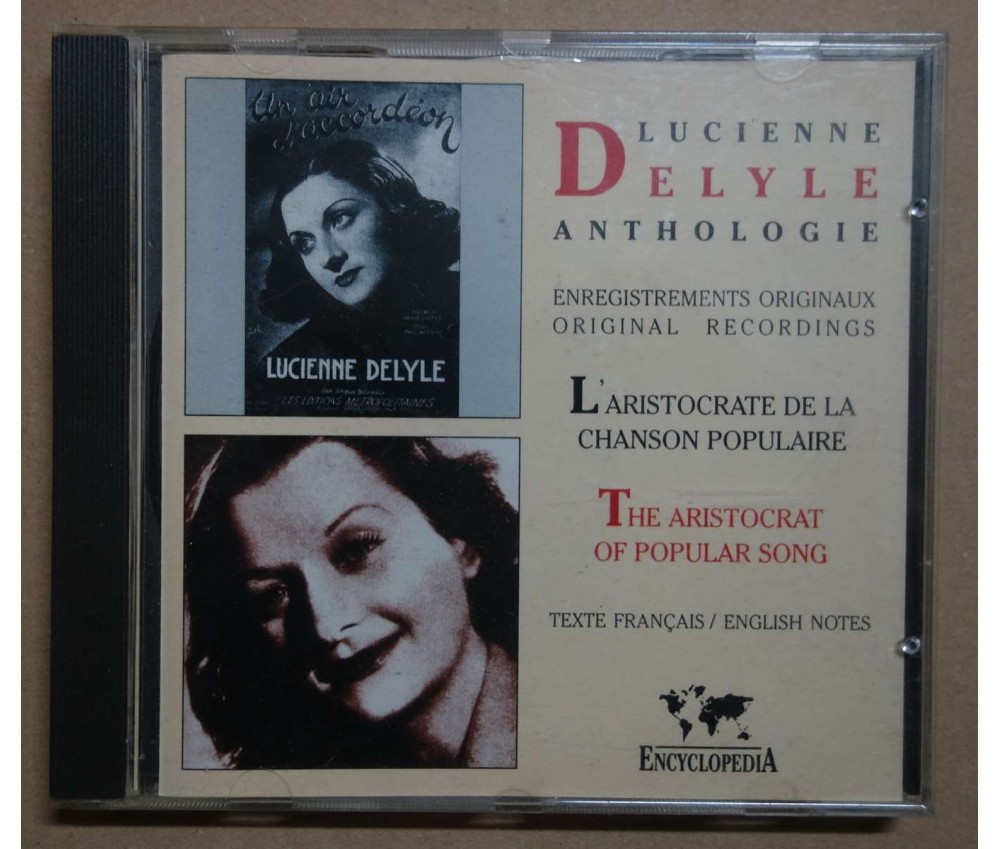 Un air
d'accordéon
LUCIENNE DELYLE
LES EDITIONS METROPOLITAINES
LUCIENNE
DELYLE
ANTHOLOGIE
ENREGISTREMENTS ORIGINAUX
ORIGINAL RECORDINGS
L'ARISTOCRATE DE LA
CHANSON POPULAIRE
THE ARISTOCRAT
OF POPULAR SONG
TEXTE FRANÇAIS / ENGLISH NOTES
ENCYCLOPEDIA